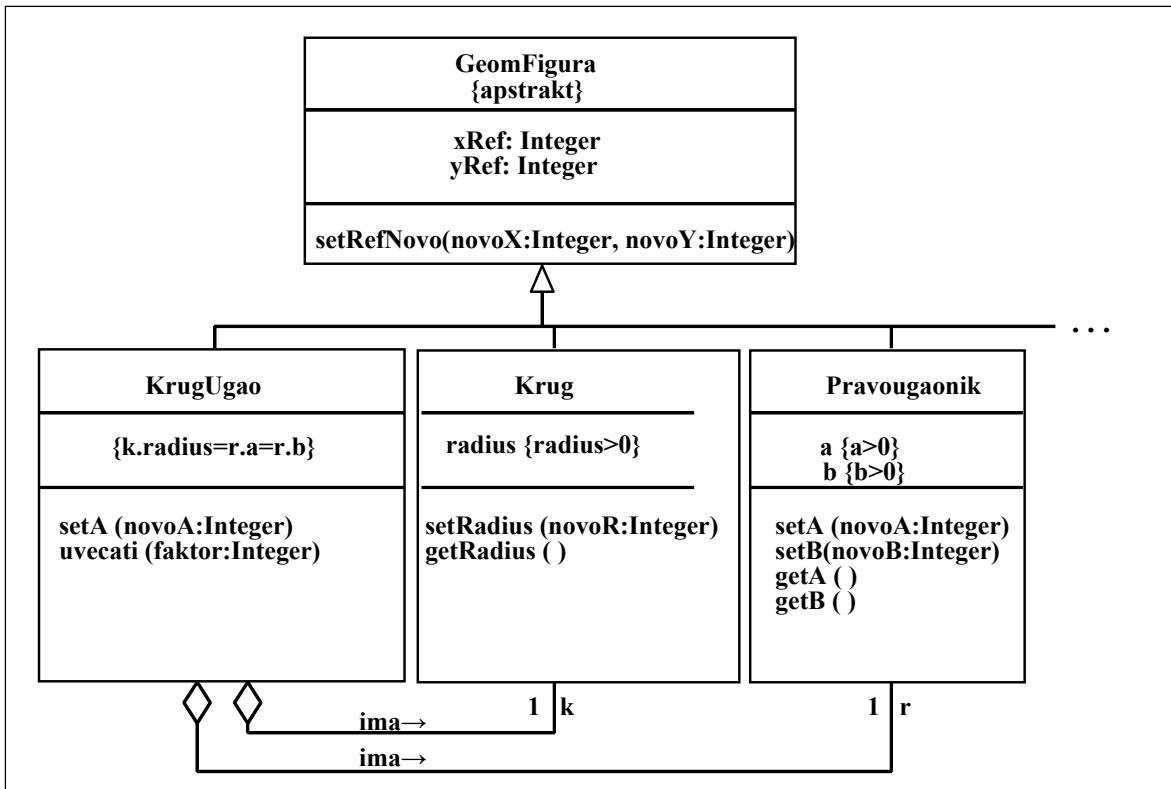 GeomFigura
{apstrakt}
xRef: Integer
yRef: Integer
setRefNovo(novoX:Integer, novoY:Integer)
. . .
KrugUgao
{k.radius=r.a=r.b}
setA (novoA:Integer)
uvecati (faktor:Integer)
Krug
radius {radius>0}
setRadius (novoR:Integer)
getRadius ( )
Pravougaonik
a {a>0}
b {b>0}
setA (novoA:Integer)
setB(novoB:Integer)
getA ( )
getB ( )
ima→
1 k
ima→
1 r